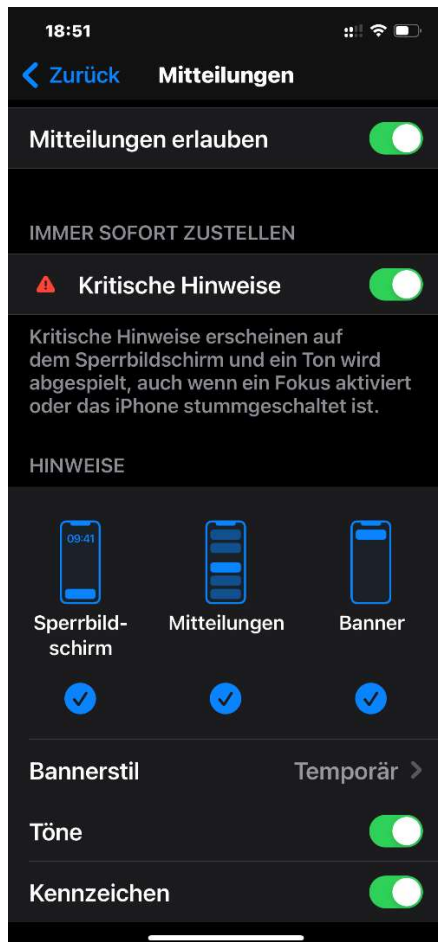 18:51
Zurück Mitteilungen
Mitteilungen erlauben
IMMER SOFORT ZUSTELLEN
Kritische Hinweise
Kritische Hinweise erscheinen auf
dem Sperrbildschirm und ein Ton wird
abgespielt, auch wenn ein Fokus aktiviert
oder das iPhone stummgeschaltet ist.
HINWEISE
09:41
Sperrbild-
schirm
Mitteilungen
Banner
Bannerstil Temporär
Töne
Kennzeichen